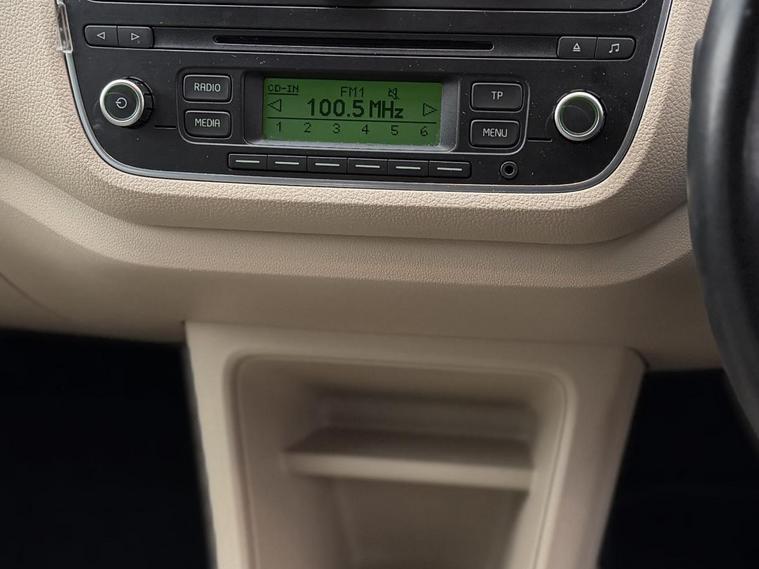 RADIO
MEDIA
CD-IN
FM1
100.5 MHz
1 2 3 4 5 6
TP
MENU